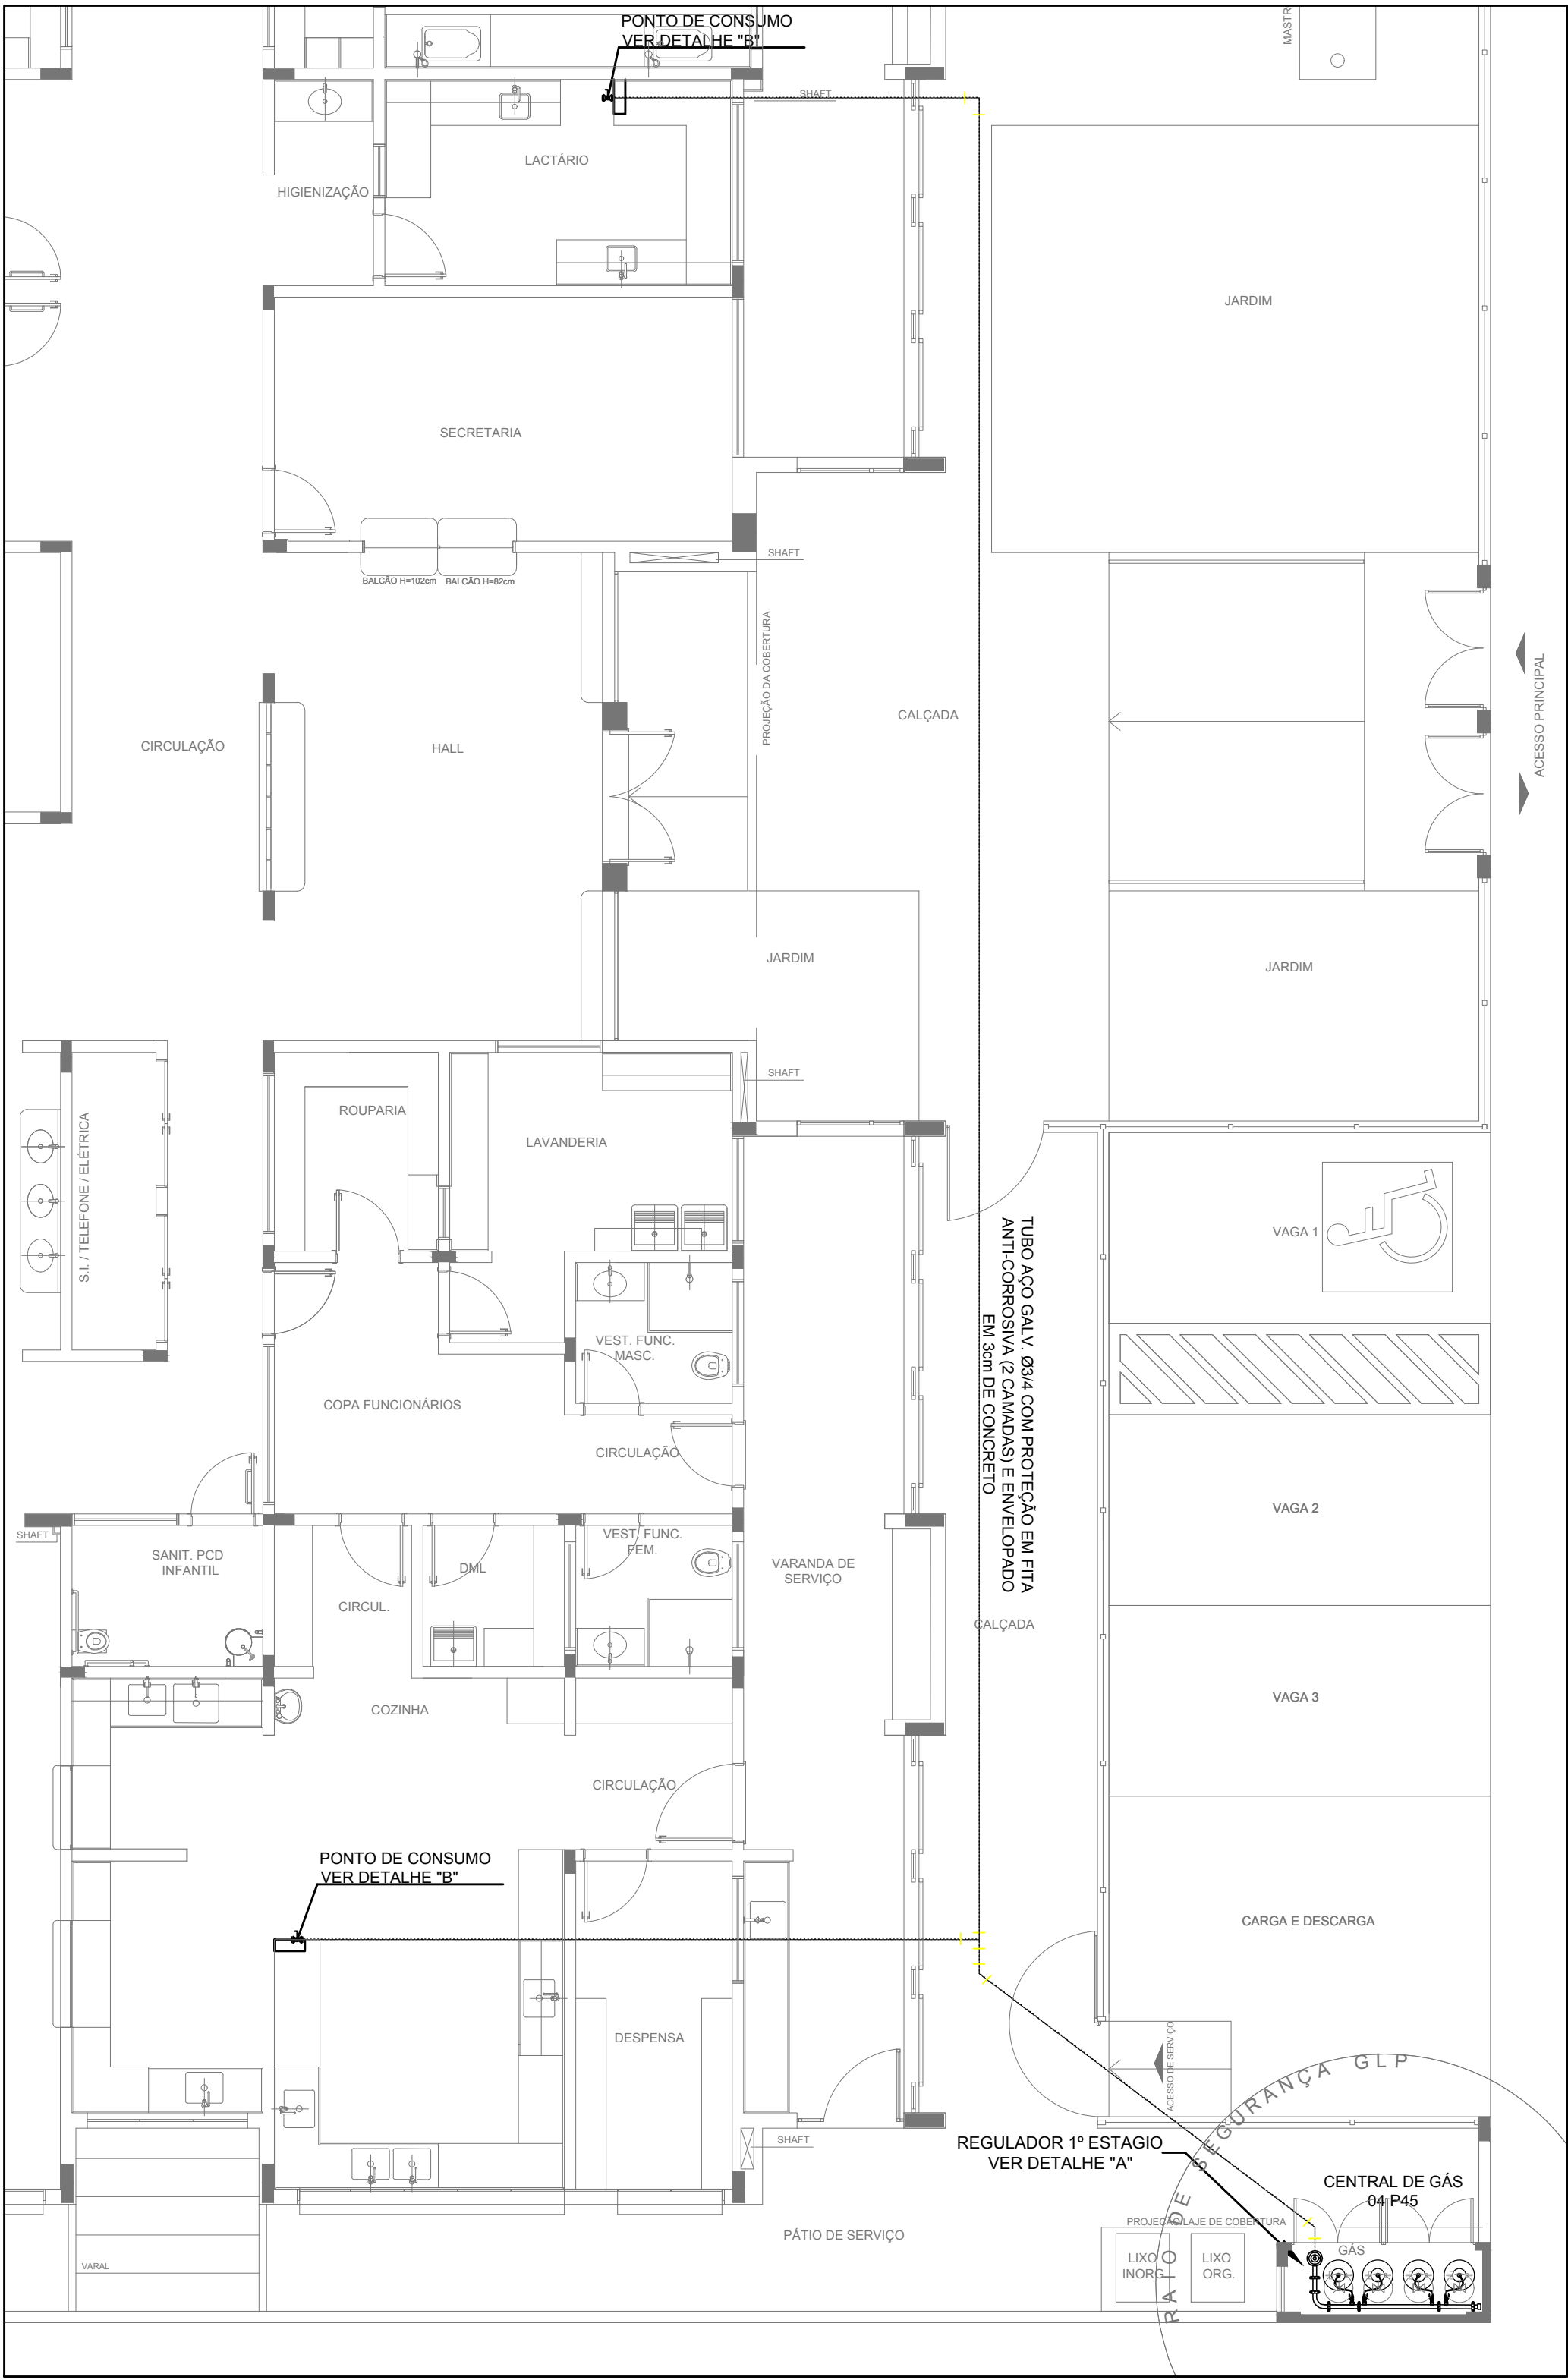 PONTO DE CONSUMO
VER DETALHE "B"
MASTR
SHAFT
LACTÁRIO
HIGIENIZAÇÃO
JARDIM
SECRETARIA
SHAFT
BALCÃO H=102cm
BALCÃO H=82cm
PROJEÇÃO DA COBERTURA
CALÇADA
ACESSO PRINCIPAL
CIRCULAÇÃO
HALL
JARDIM
JARDIM
SHAFT
ROUPARIA
LAVANDERIA
S.I. / TELEFONE / ELÉTRICA
VAGA 1
TUBO AÇO GALV. Ø3/4 COM PROTEÇÃO EM FITA
ANTI-CORROSIVA (2 CAMADAS) E ENVELOPADO
EM 3cm DE CONCRETO
VEST. FUNC.
MASC.
COPA FUNCIONÁRIOS
CIRCULAÇÃO
VAGA 2
SHAFT
SANIT. PCD
INFANTIL
VEST. FUNC.
FEM.
DML
VARANDA DE
SERVIÇO
CIRCUL.
CALÇADA
VAGA 3
COZINHA
CIRCULAÇÃO
PONTO DE CONSUMO
VER DETALHE "B"
CARGA E DESCARGA
DESPENSA
ACESSO DE SERVIÇO
RAIO DE SEGURANÇA GLP
SHAFT
REGULADOR 1º ESTAGIO
VER DETALHE "A"
CENTRAL DE GÁS
04 P45
PROJEÇÃO/LAJE DE COBERTURA
PÁTIO DE SERVIÇO
GÁS
LIXO
INORG.
LIXO
ORG.
VARAL